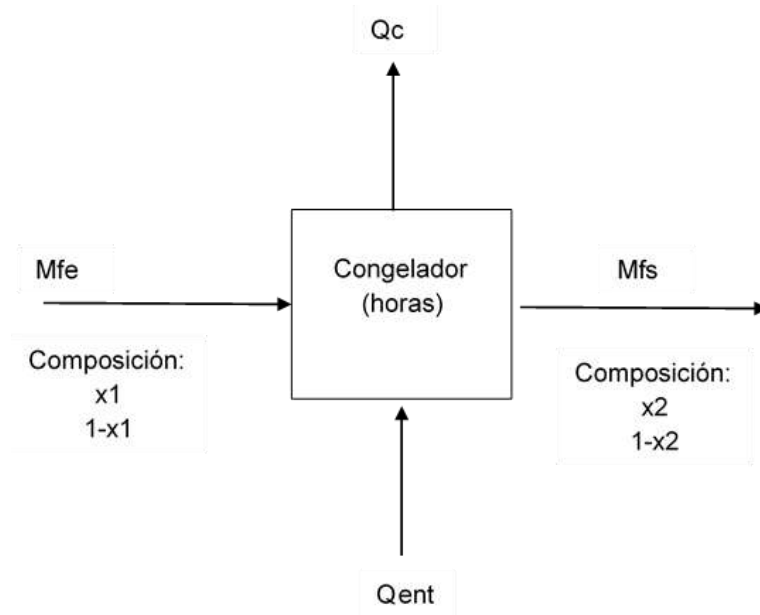 Qc
Mfe
Congelador
(horas)
Mfs
Composición:
x1
1-x1
Composición:
x2
1-x2
Qent